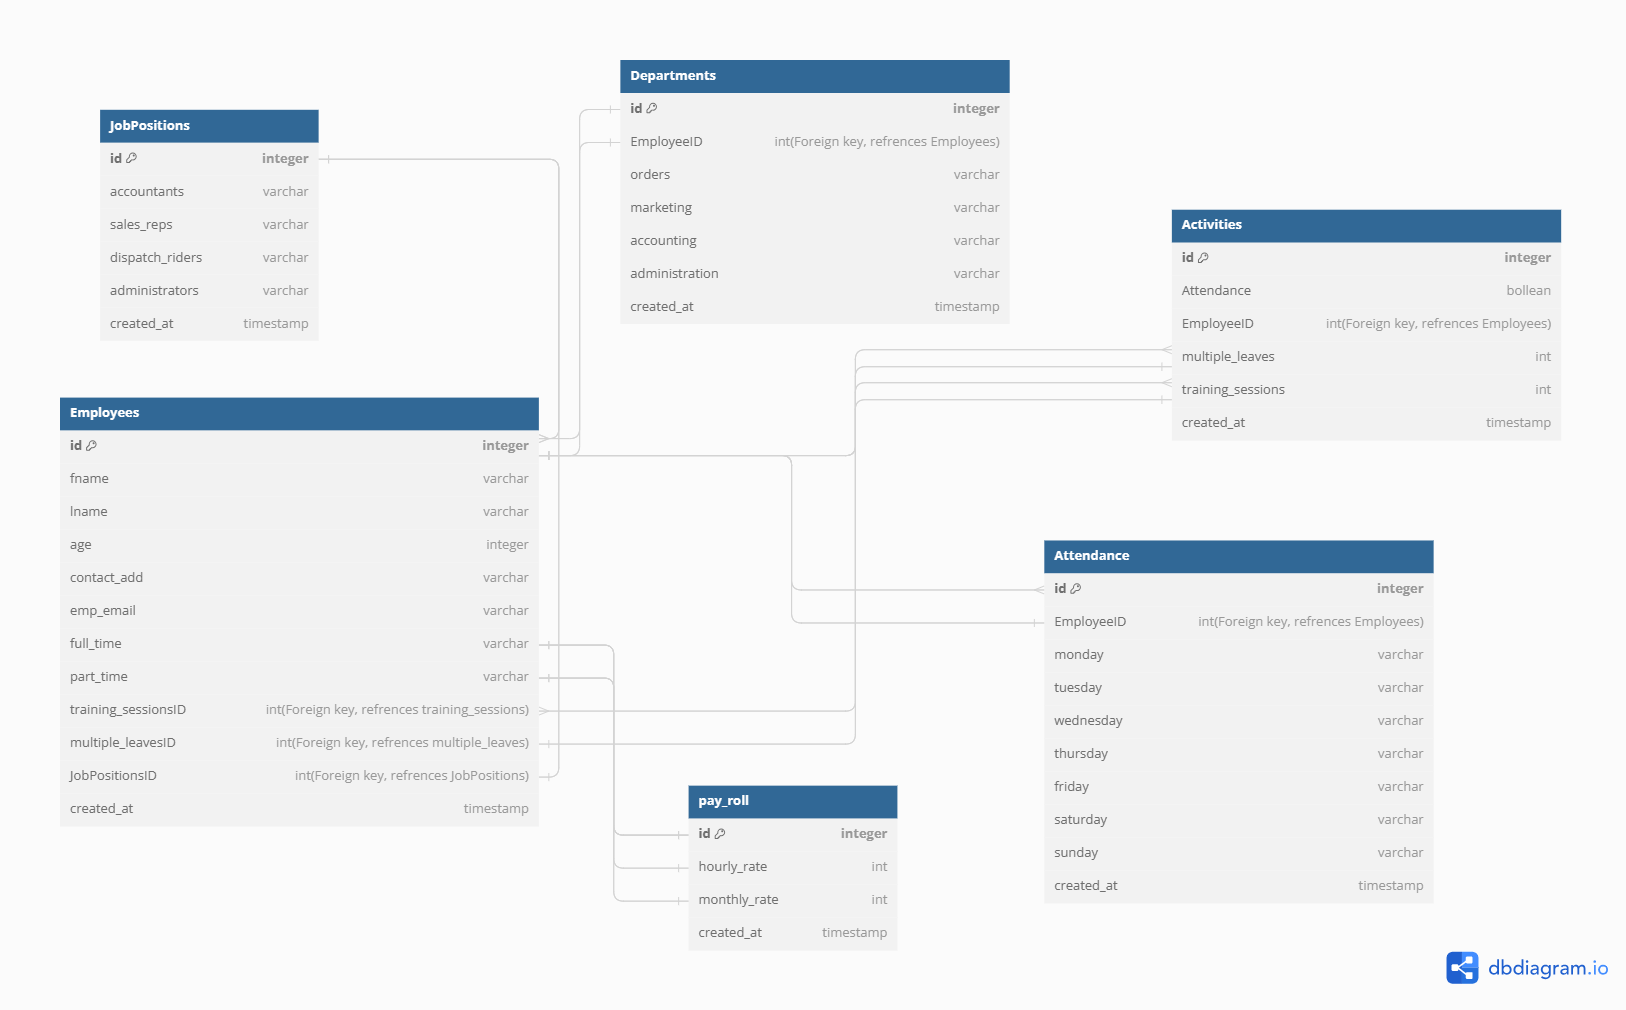 Departments
id integer
EmployeeID int(Foreign key, refrences Employees)
orders varchar
marketing varchar
accounting varchar
administration varchar
created_at timestamp
JobPositions
id integer
accountants varchar
sales_reps varchar
dispatch_riders varchar
administrators varchar
created_at timestamp
Activities
id integer
Attendance bollean
EmployeeID int(Foreign key, refrences Employees)
multiple_leaves int
training_sessions int
created_at timestamp
Employees
id integer
fname varchar
lname varchar
age integer
contact_add varchar
emp_email varchar
full_time varchar
part_time varchar
training_sessionsID int(Foreign key, refrences training_sessions)
multiple_leavesID int(Foreign key, refrences multiple_leaves)
JobPositionsID int(Foreign key, refrences JobPositions)
created_at timestamp
Attendance
id integer
EmployeeID int(Foreign key, refrences Employees)
monday varchar
tuesday varchar
wednesday varchar
thursday varchar
friday varchar
saturday varchar
sunday varchar
created_at timestamp
pay_roll
id integer
hourly_rate int
monthly_rate int
created_at timestamp
dbdiagram.io